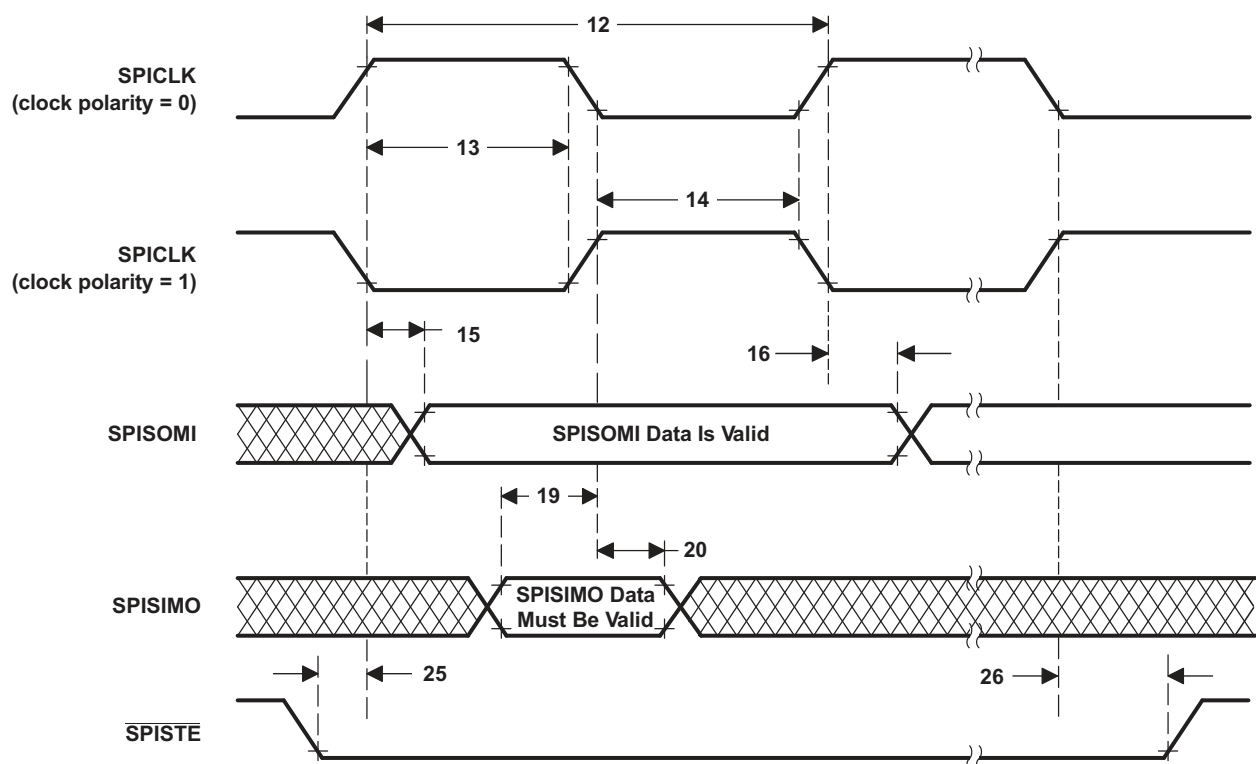 12
SPICLK
(clock polarity = 0)
13
14
SPICLK
(clock polarity = 1)
15
16
SPISOMI
SPISOMI Data Is Valid
19
20
SPISIMO
SPISIMO Data
Must Be Valid
25
26
SPISTE